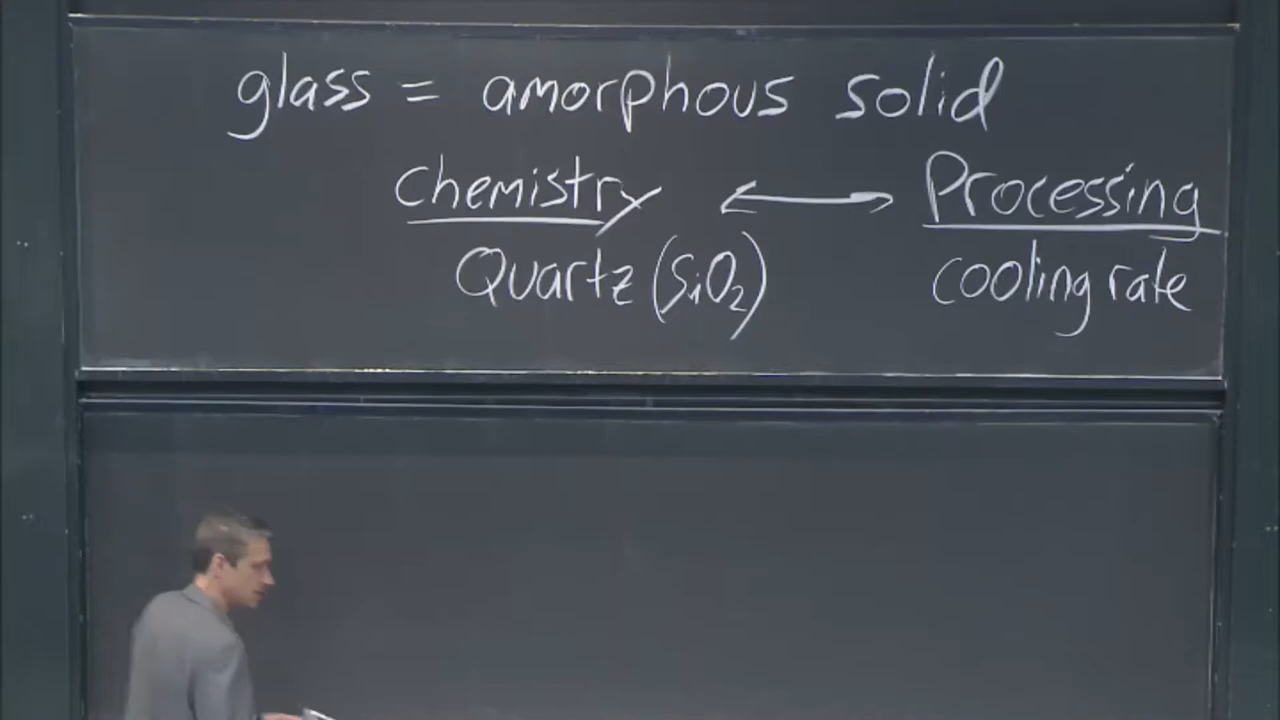 glass = amorphous solid
Chemistry ⟷ Processing
Quartz (SiO₂) cooling rate